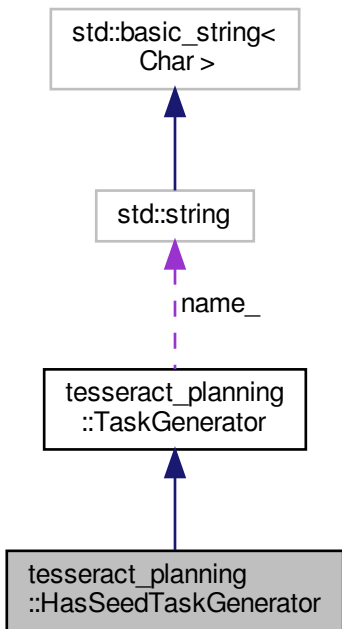 std::basic_string<
Char >
std::string
name_
tesseract_planning
::TaskGenerator
tesseract_planning
::HasSeedTaskGenerator